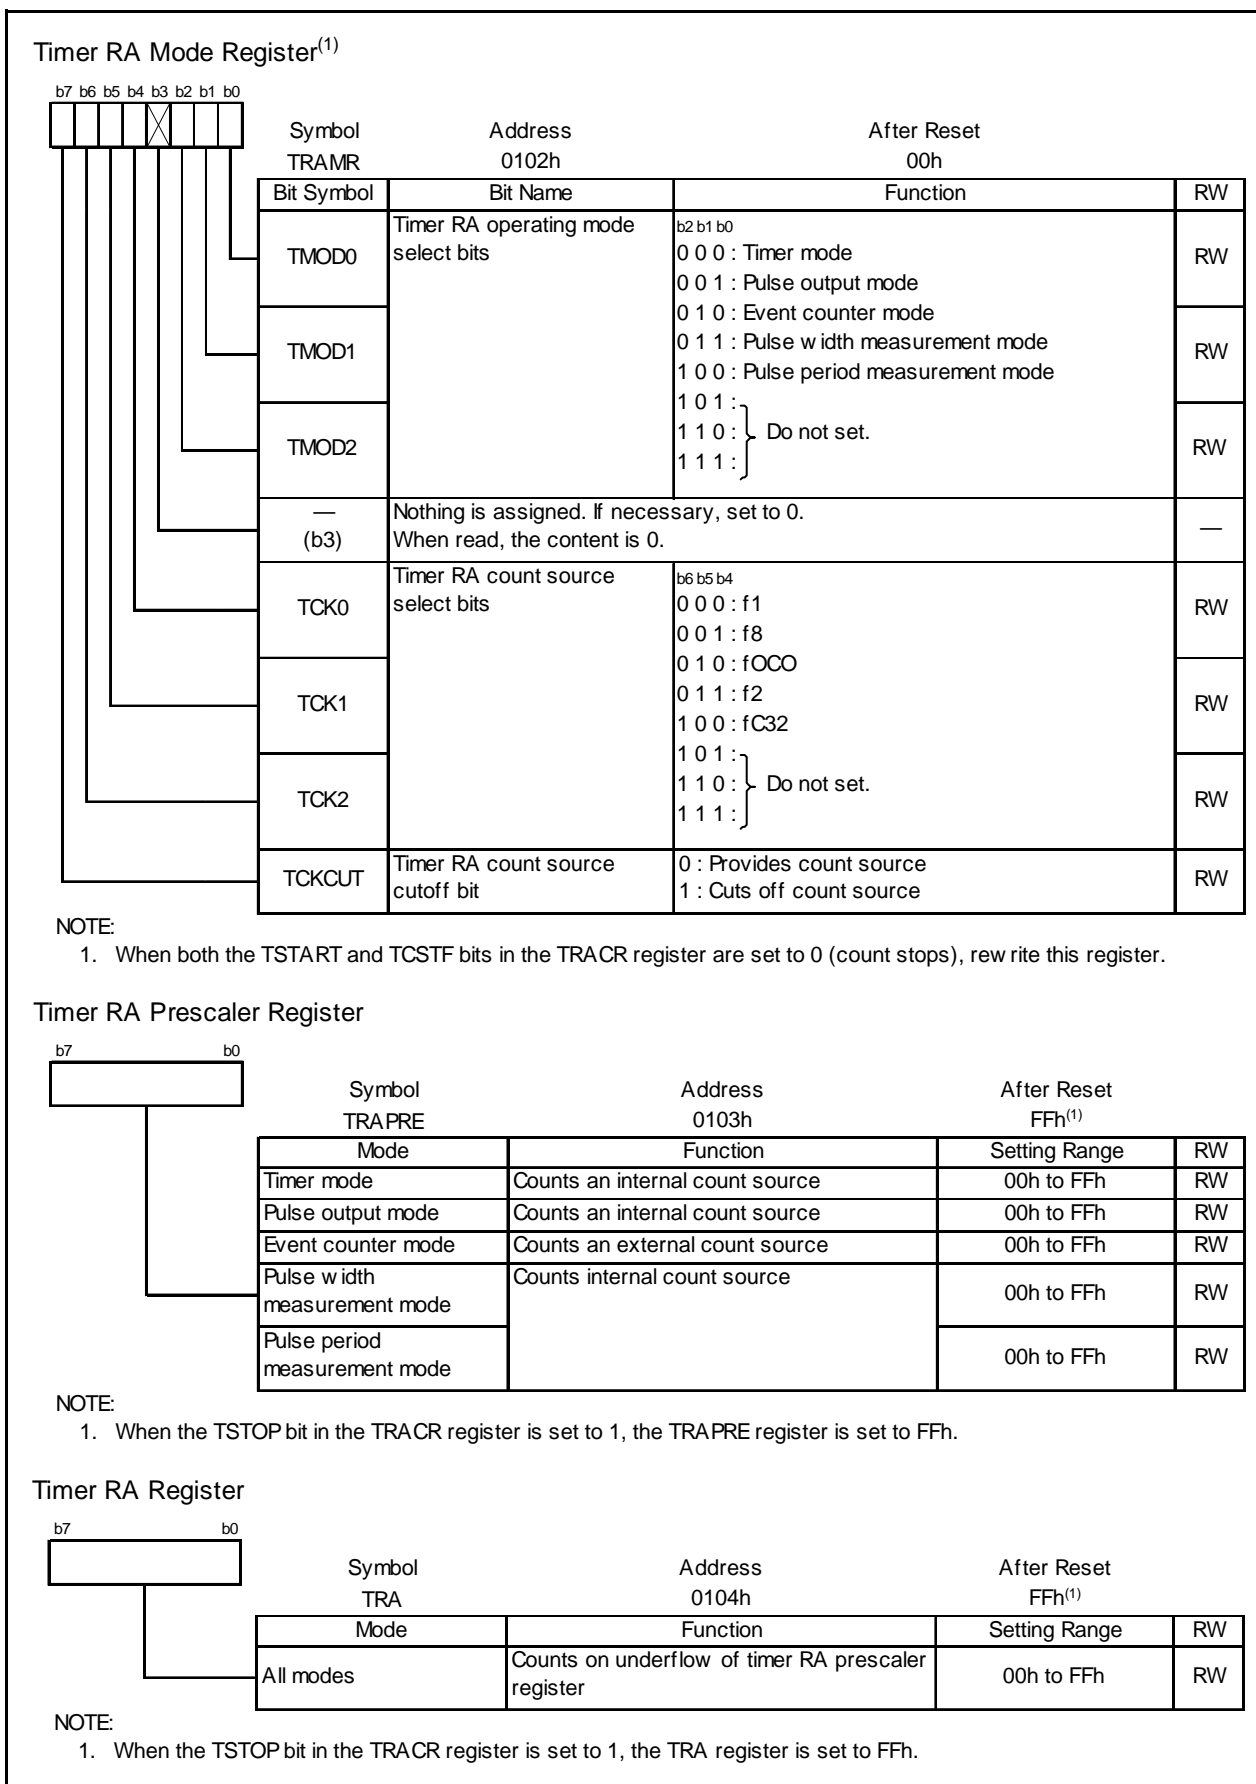 Timer RA Mode Register(1)
b7 b6 b5 b4 b3 b2 b1 b0
Symbol Address After Reset
TRAMR 0102h 00h
Bit Symbol Bit Name Function RW
TMOD0 Timer RA operating mode select bits RW
b2 b1 b0
0 0 0 : Timer mode
0 0 1 : Pulse output mode
0 1 0 : Event counter mode
TMOD1 RW
0 1 1 : Pulse width measurement mode
1 0 0 : Pulse period measurement mode
1 0 1 :
TMOD2 RW
1 1 0 : Do not set.
1 1 1 :
— Nothing is assigned. If necessary, set to 0.
(b3) When read, the content is 0. —
TCK0 Timer RA count source select bits RW
b6 b5 b4
0 0 0 : f1
0 0 1 : f8
0 1 0 : fOCO
TCK1 RW
0 1 1 : f2
1 0 0 : fC32
1 0 1 :
TCK2 RW
1 1 0 : Do not set.
1 1 1 :
TCKCUT Timer RA count source cutoff bit RW
0 : Provides count source
1 : Cuts off count source
NOTE:
1. When both the TSTART and TCSTF bits in the TRACR register are set to 0 (count stops), rewrite this register.
Timer RA Prescaler Register
b7 b0
Symbol Address After Reset
TRAPRE 0103h FFh(1)
Mode Function Setting Range RW
Timer mode Counts an internal count source 00h to FFh RW
Pulse output mode Counts an internal count source 00h to FFh RW
Event counter mode Counts an external count source 00h to FFh RW
Pulse width measurement mode Counts internal count source 00h to FFh RW
Pulse period measurement mode 00h to FFh RW
NOTE:
1. When the TSTOP bit in the TRACR register is set to 1, the TRAPRE register is set to FFh.
Timer RA Register
b7 b0
Symbol Address After Reset
TRA 0104h FFh(1)
Mode Function Setting Range RW
All modes Counts on underflow of timer RA prescaler register 00h to FFh RW
NOTE:
1. When the TSTOP bit in the TRACR register is set to 1, the TRA register is set to FFh.